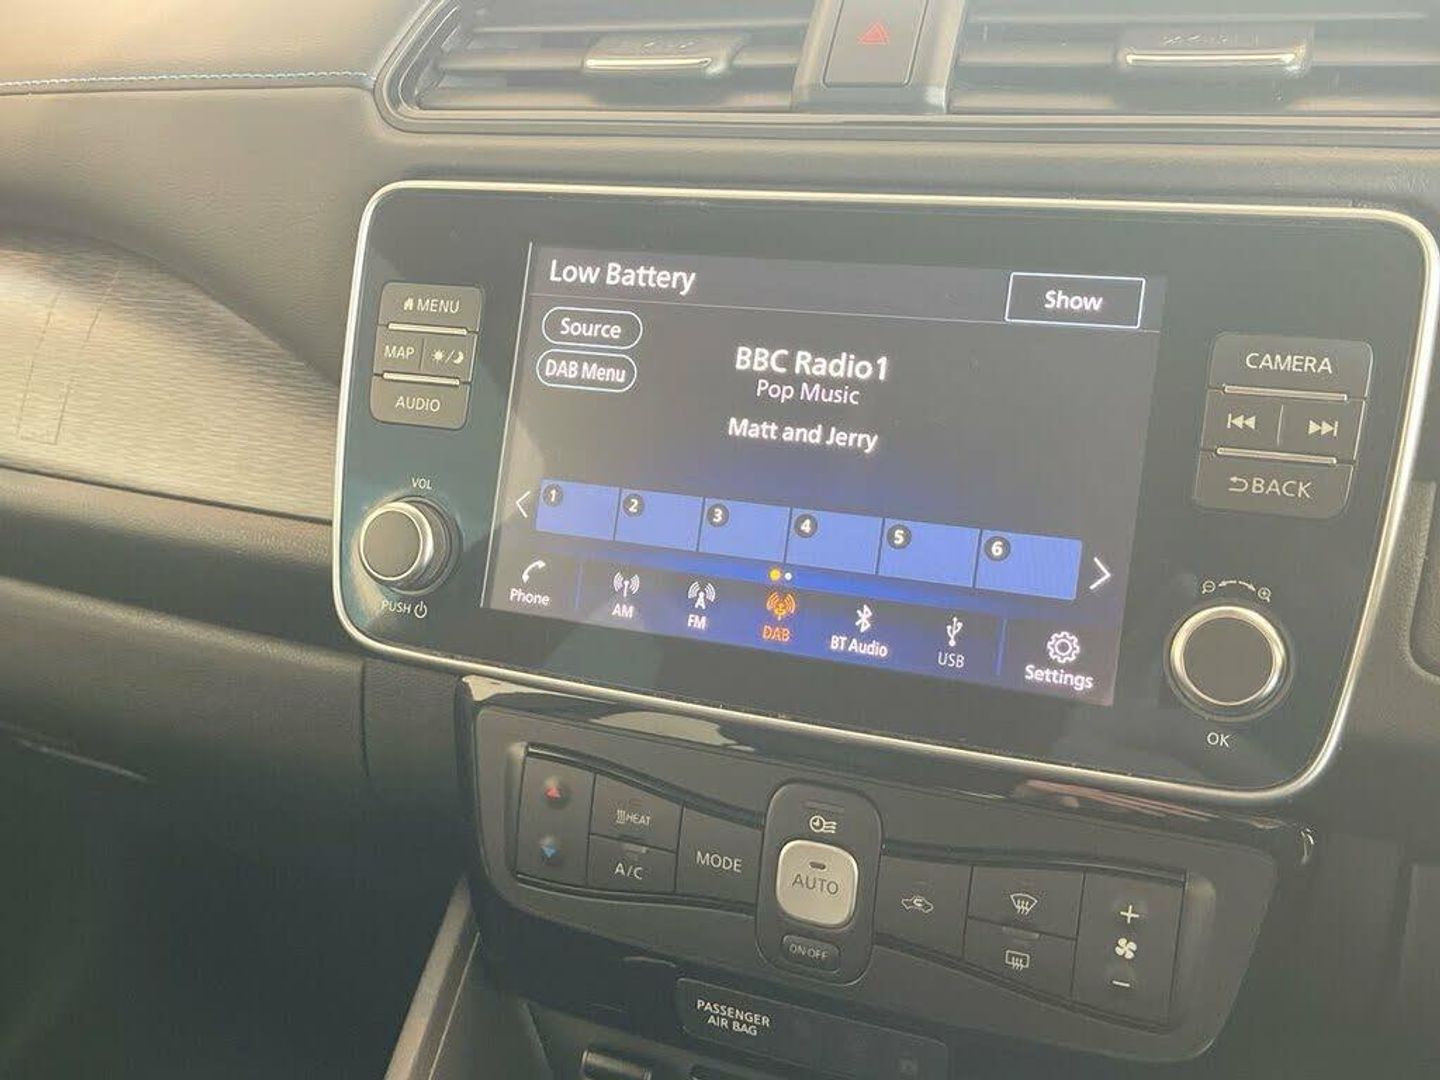 Low Battery
Show
MENU
MAP
AUDIO
VOL
PUSH
Source
DAB Menu
BBC Radio1
Pop Music
Matt and Jerry
1 2 3 4 5 6
Phone
AM
FM
DAB
BT Audio
USB
Settings
CAMERA
BACK
OK
HEAT
A/C
MODE
AUTO
ON·OFF
PASSENGER
AIR BAG